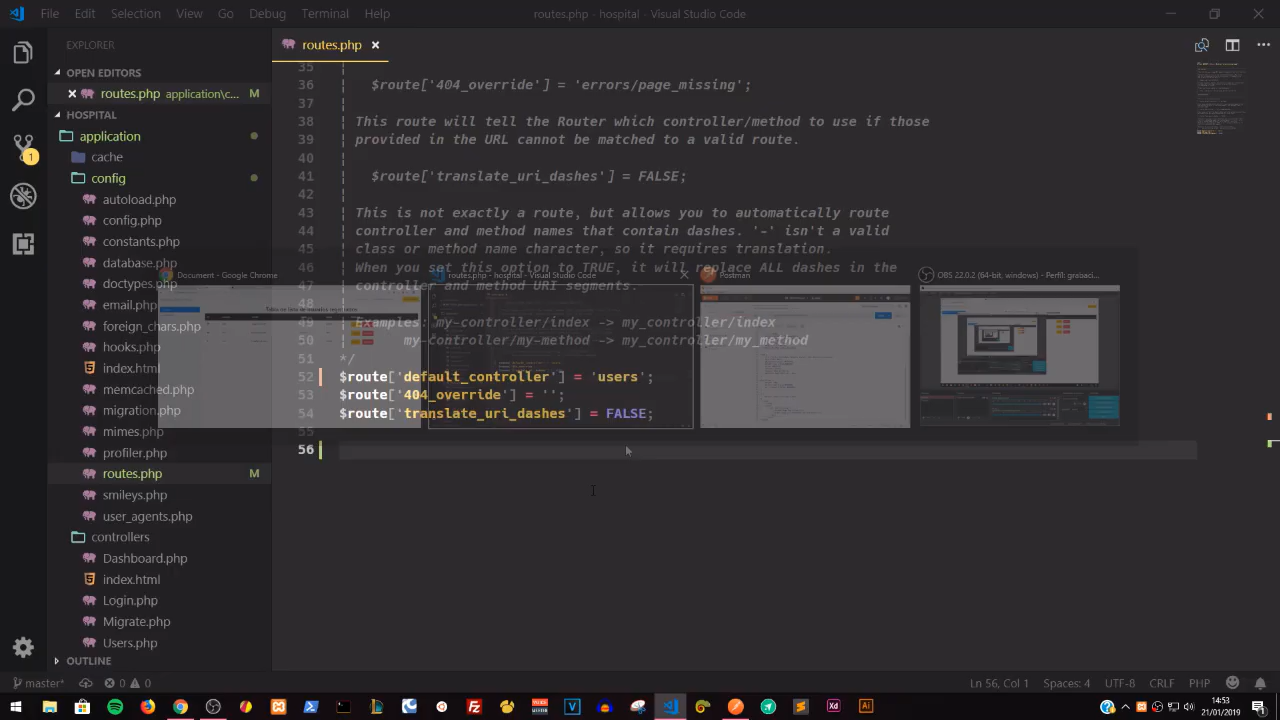 File Edit Selection View Go Debug Terminal Help
routes.php - hospital - Visual Studio Code
EXPLORER
OPEN EDITORS
routes.php application\c... M
HOSPITAL
application
cache
config
autoload.php
config.php
constants.php
database.php
doctypes.php
email.php
foreign_chars.php
hooks.php
index.html
memcached.php
migration.php
mimes.php
profiler.php
routes.php M
smileys.php
user_agents.php
controllers
Dashboard.php
index.html
Login.php
Migrate.php
Users.php
OUTLINE
routes.php
35
36 $route['404_override'] = 'errors/page_missing';
37
38 This route will tell the Router which controller/method to use if those
39 provided in the URL cannot be matched to a valid route.
40
41 $route['translate_uri_dashes'] = FALSE;
42
43 This is not exactly a route, but allows you to automatically route
44 controller and method names that contain dashes. '-' isn't a valid
45 class or method name character, so it requires translation.
46 When you set this option to TRUE, it will replace ALL dashes in the
47 controller and method URI segments.
48
49 Examples: my-controller/index -> my_controller/index
50 my-controller/my-method -> my_controller/my_method
51 */
52 $route['default_controller'] = 'users';
53 $route['404_override'] = '';
54 $route['translate_uri_dashes'] = FALSE;
55
56
Document - Google Chrome
routes.php - hospital - Visual Studio Code
Postman
OBS 22.0.2 (64-bit, windows) - Perfil: grabaci...
master* 0 0
Ln 56, Col 1 Spaces: 4 UTF-8 CRLF PHP
1
14:53
21/01/2019